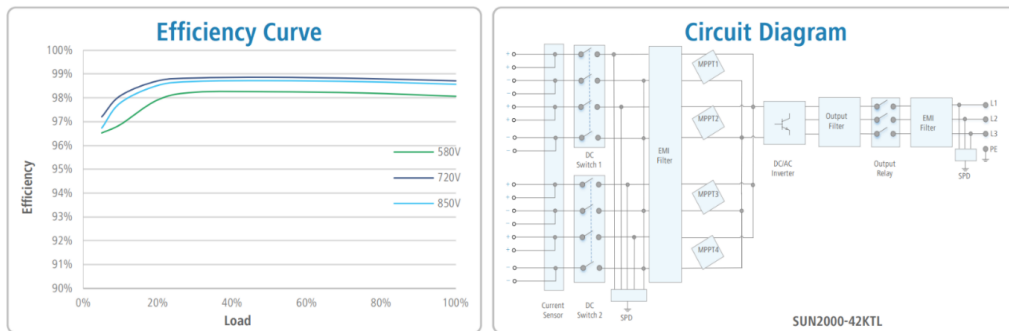 Efficiency Curve
100%
99%
98%
97%
96%
95%
94%
93%
92%
91%
90%
Efficiency
580V
720V
850V
0%
20%
40%
60%
80%
100%
Load
Circuit Diagram
MPPT1
MPPT2
MPPT3
MPPT4
EMI
Filter
DC
Switch 1
DC/AC
Inverter
Output
Filter
Output
Relay
EMI
Filter
L1
L2
L3
PE
SPD
Current
Sensor
DC
Switch 2
SPD
SUN2000-42KTL